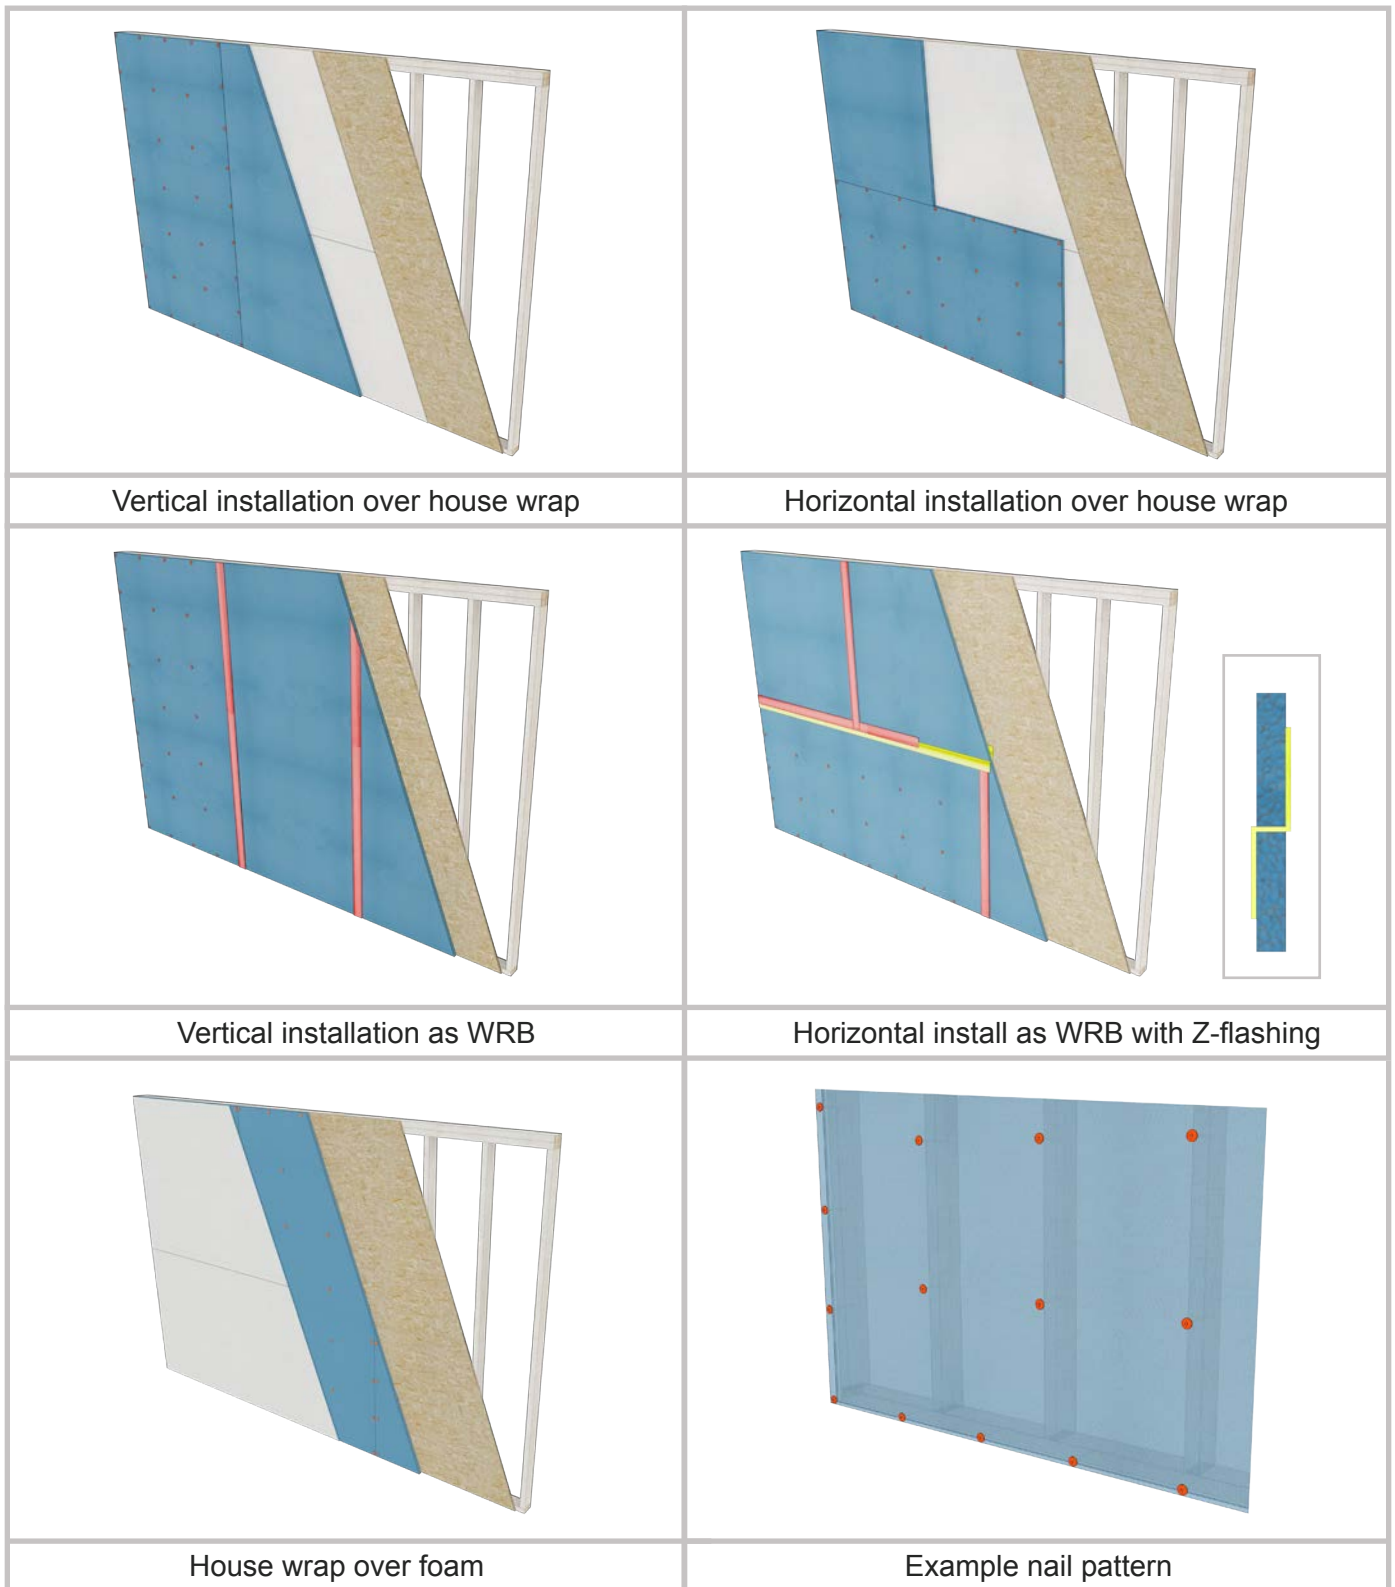 Vertical installation over house wrap
Horizontal installation over house wrap
Vertical installation as WRB
Horizontal install as WRB with Z-flashing
House wrap over foam
Example nail pattern